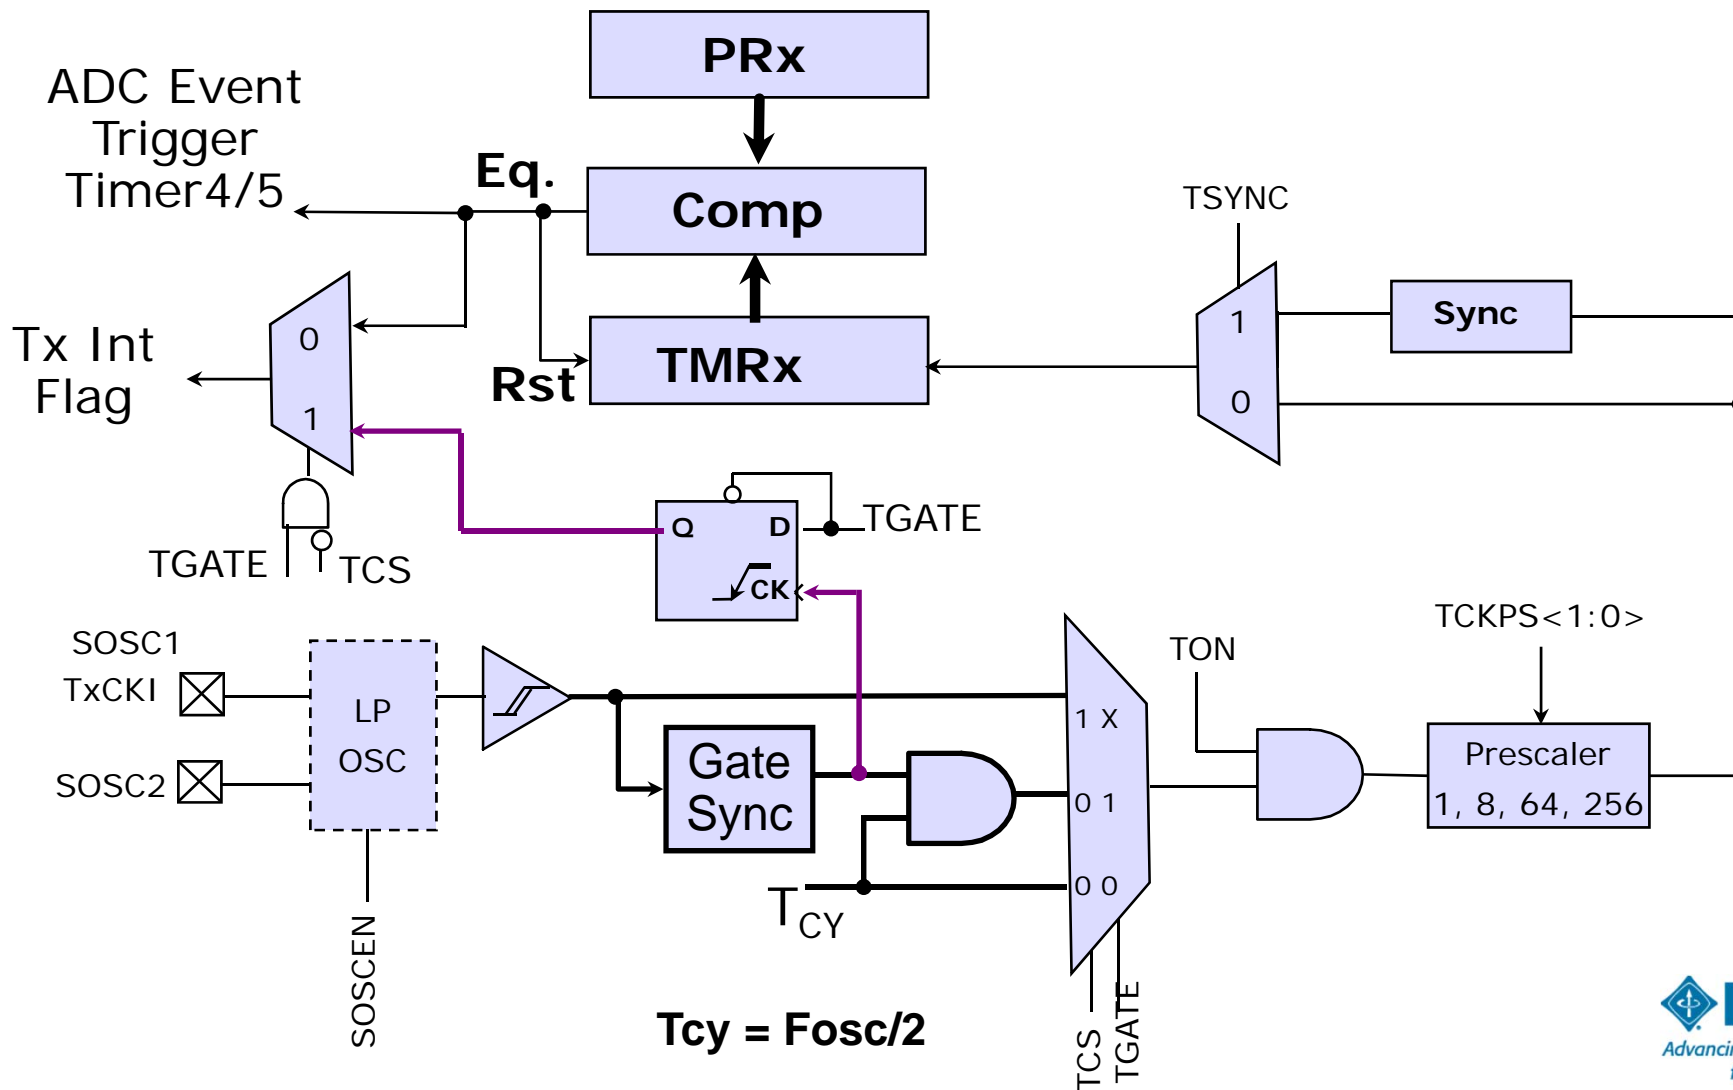 PRx
ADC Event
Trigger
Timer4/5
Eq.
Comp
TSYNC
1
Sync
0
Tx Int
Flag
0
1
Rst
TMRx
Q
D
TGATE
CK
TGATE
TCS
SOSC1
TxCKI
SOSC2
LP
OSC
SOSCEN
Gate
Sync
TCY
1 X
0 1
0 0
TCS
TGATE
TON
TCKPS<1:0>
Prescaler
1, 8, 64, 256
Tcy = Fosc/2